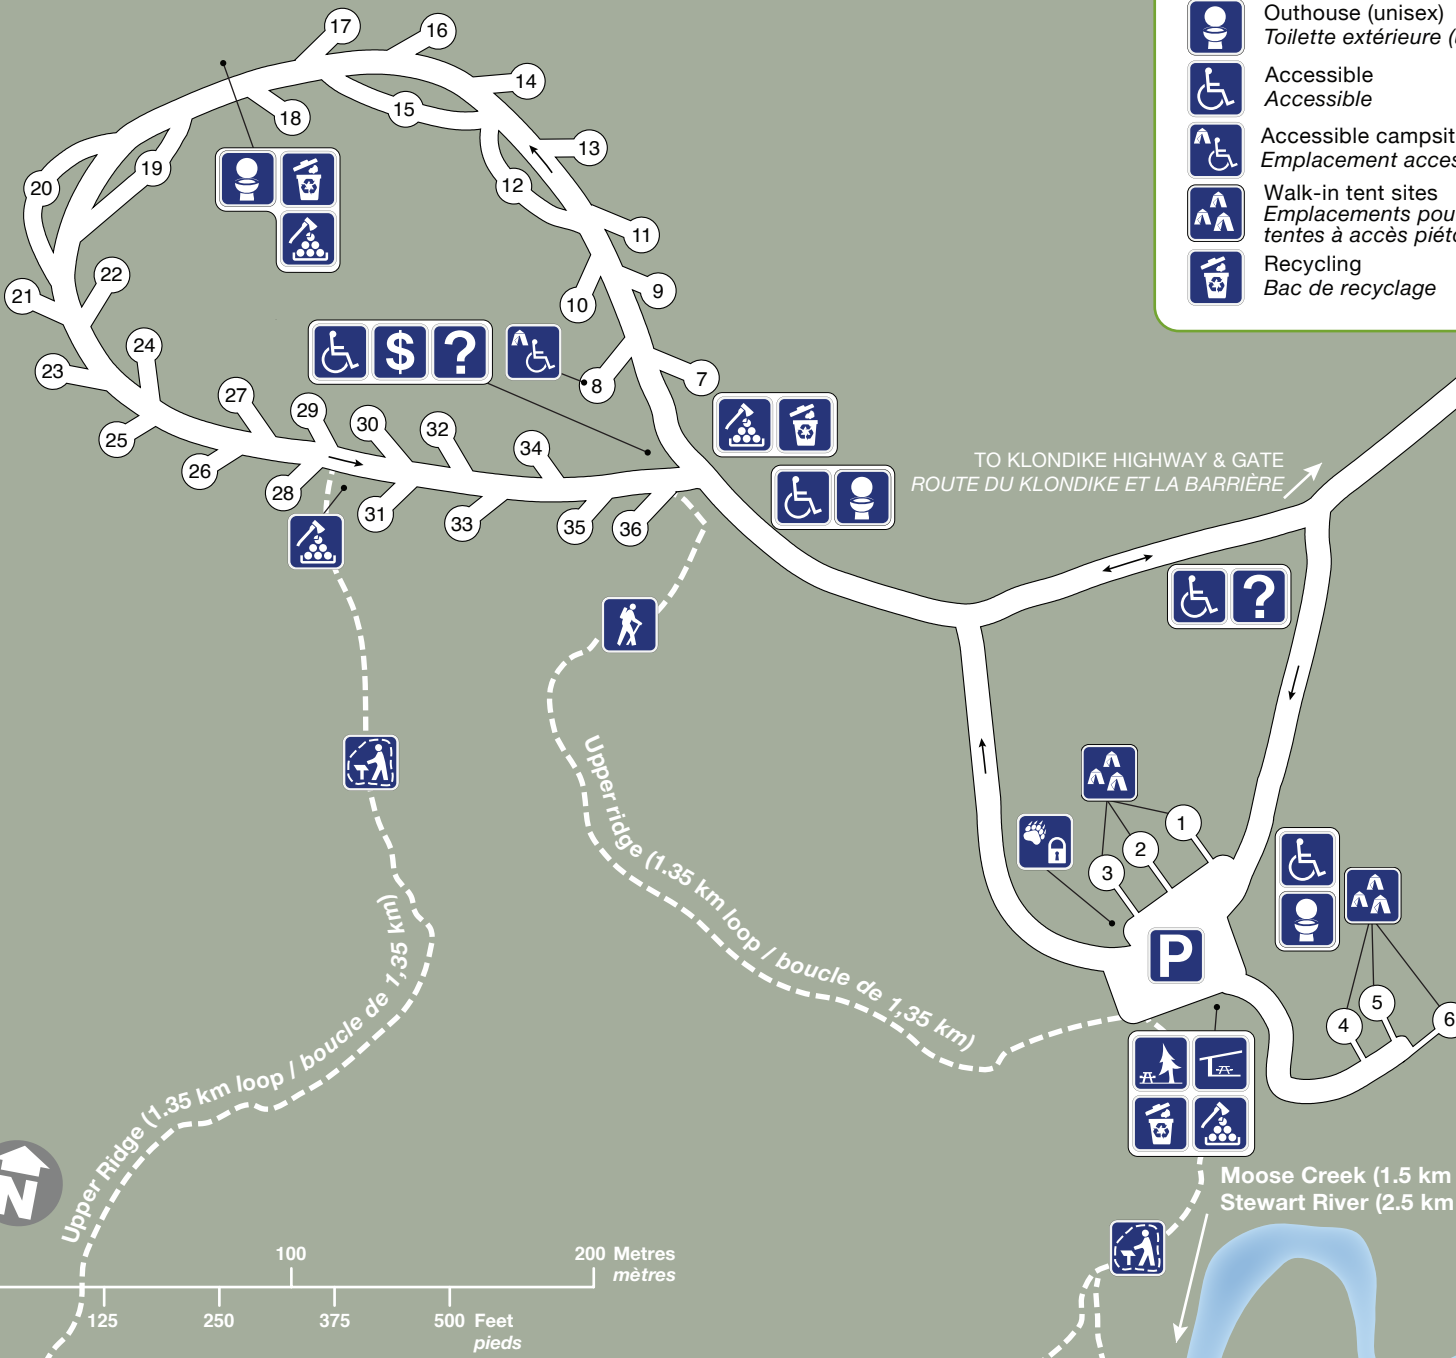 Outhouse (unisex)
Toilette extérieure (
Accessible
Accessible
Accessible campsit
Emplacement acces
Walk-in tent sites
Emplacements pou
tentes à accès piéto
Recycling
Bac de recyclage
17
16
14
15
18
13
19
20
12
11
22
21
10
9
24
23
$
?
8
7
27
29
30
32
34
25
26
28
31
33
35
36
TO KLONDIKE HIGHWAY & GATE
ROUTE DU KLONDIKE ET LA BARRIÈRE
?
Upper ridge (1.35 km loop / boucle de 1,35 km)
1
2
3
P
4
5
6
Upper Ridge (1.35 km loop / boucle de 1,35 km)
N
Moose Creek (1.5 km
Stewart River (2.5 km
100
200 Metres
mètres
125
250
375
500 Feet
pieds